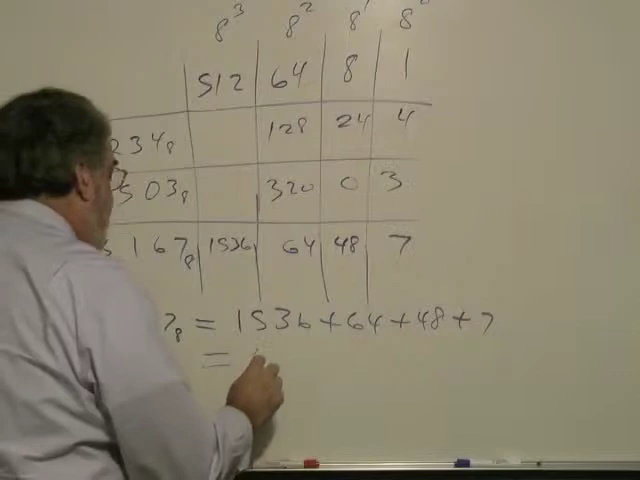 8³ 8² 8¹ 8⁰
512 64 8 1
234₈ 128 24 4
503₈ 320 0 3
167₈ 1536 64 48 7
7₈ = 1536 + 64 + 48 + 7
=